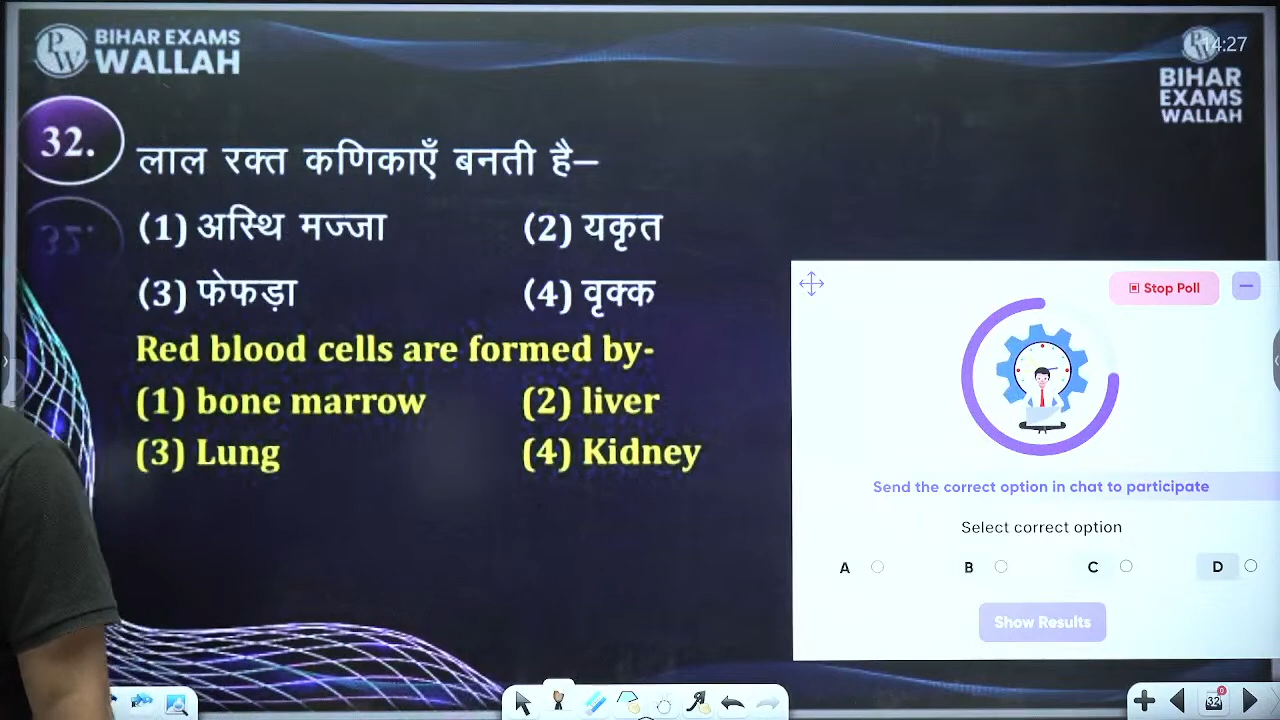 BIHAR EXAMS
WALLAH
14:27
BIHAR
EXAMS
WALLAH
32.
लाल रक्त कणिकाएँ बनती है–
(1) अस्थि मज्जा (2) यकृत
(3) फेफड़ा (4) वृक्क
Red blood cells are formed by-
(1) bone marrow (2) liver
(3) Lung (4) Kidney
Stop Poll
Send the correct option in chat to participate
Select correct option
A B C D
Show Results
32